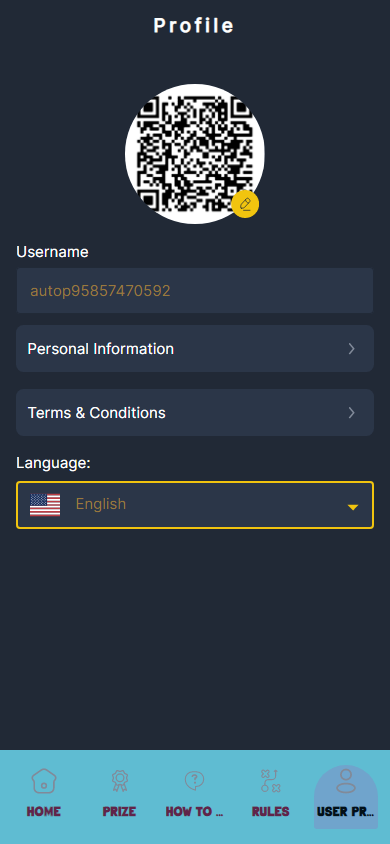 Profile
Username
autop95857470592
Personal Information
Terms & Conditions
Language:
English
HOME
PRIZE
HOW TO ...
RULES
USER PR...